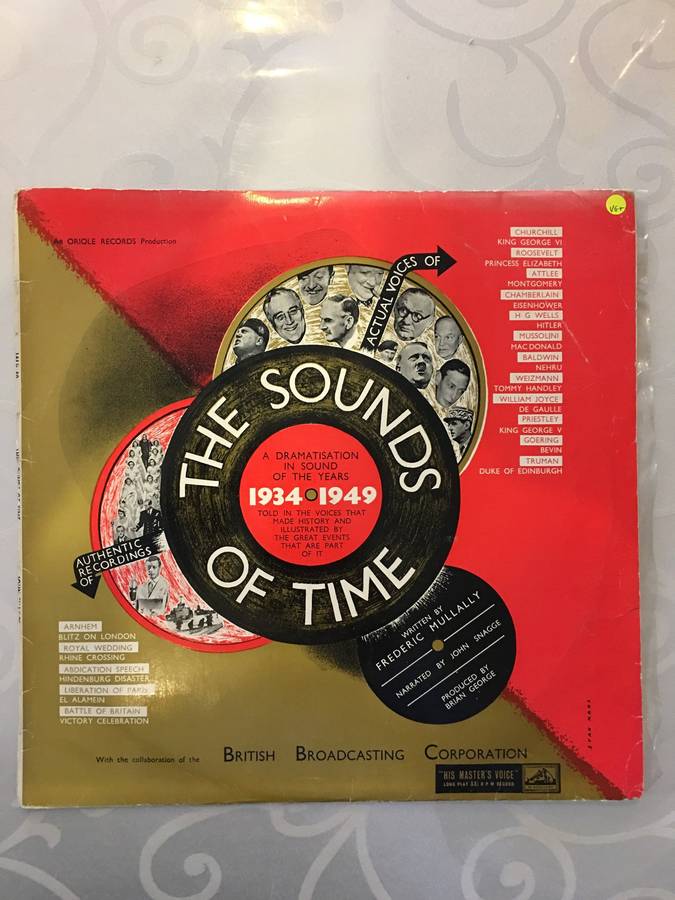 VG+
An ORIOLE RECORDS Production
ACTUAL VOICES OF
CHURCHILL
KING GEORGE VI
ROOSEVELT
PRINCESS ELIZABETH
ATTLEE
MONTGOMERY
CHAMBERLAIN
EISENHOWER
H G WELLS
HITLER
MUSSOLINI
MACDONALD
BALDWIN
NEHRU
WEIZMANN
TOMMY HANDLEY
WILLIAM JOYCE
DE GAULLE
PRIESTLEY
KING GEORGE V
GOERING
BEVIN
TRUMAN
DUKE OF EDINBURGH
THE SOUNDS
OF TIME
A DRAMATISATION
IN SOUND
OF THE YEARS
1934 1949
TOLD IN THE VOICES THAT
MADE HISTORY AND
ILLUSTRATED BY
THE GREAT EVENTS
THAT ARE PART
OF IT
AUTHENTIC
RECORDINGS
OF
ARNHEM
BLITZ ON LONDON
ROYAL WEDDING
RHINE CROSSING
ABDICATION SPEECH
HINDENBURG DISASTER
LIBERATION OF PARIS
EL ALAMEIN
BATTLE OF BRITAIN
VICTORY CELEBRATION
WRITTEN BY
FREDERIC MULLALLY
NARRATED BY JOHN SNAGGE
PRODUCED BY
BRIAN GEORGE
With the collaboration of the BRITISH BROADCASTING CORPORATION
"HIS MASTER'S VOICE"
LONG PLAY 33⅓ R P M RECORD